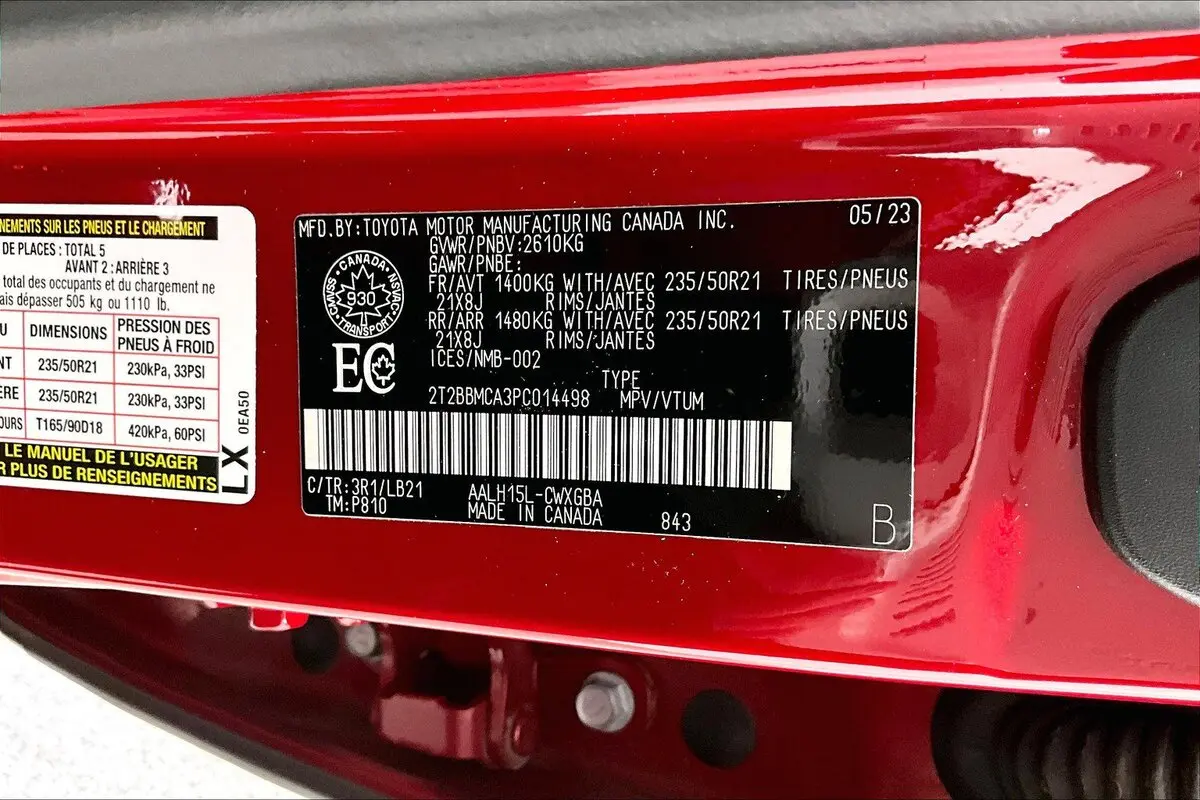 NEMENTS SUR LES PNEUS ET LE CHARGEMENT
DE PLACES : TOTAL 5
AVANT 2 : ARRIÈRE 3
total des occupants et du chargement ne
ais dépasser 505 kg ou 1110 lb.
U DIMENSIONS PRESSION DES PNEUS À FROID
NT 235/50R21 230kPa, 33PSI
ÈRE 235/50R21 230kPa, 33PSI
OURS T165/90D18 420kPa, 60PSI
LE MANUEL DE L'USAGER
R PLUS DE RENSEIGNEMENTS
LX 0EA50
MFD.BY:TOYOTA MOTOR MANUFACTURING CANADA INC. 05/23
GVWR/PNBV:2610KG
GAWR/PNBE:
FR/AVT 1400KG WITH/AVEC 235/50R21 TIRES/PNEUS
21X8J RIMS/JANTES
RR/ARR 1480KG WITH/AVEC 235/50R21 TIRES/PNEUS
21X8J RIMS/JANTES
ICES/NMB-002
TYPE
2T2BBMCA3PC014498 MPV/VTUM
CANADA
930
TRANSPORT
CMVSS
NSVAC
EC
C/TR:3R1/LB21 AALH15L-CWXGBA
TM:P810 MADE IN CANADA 843
B